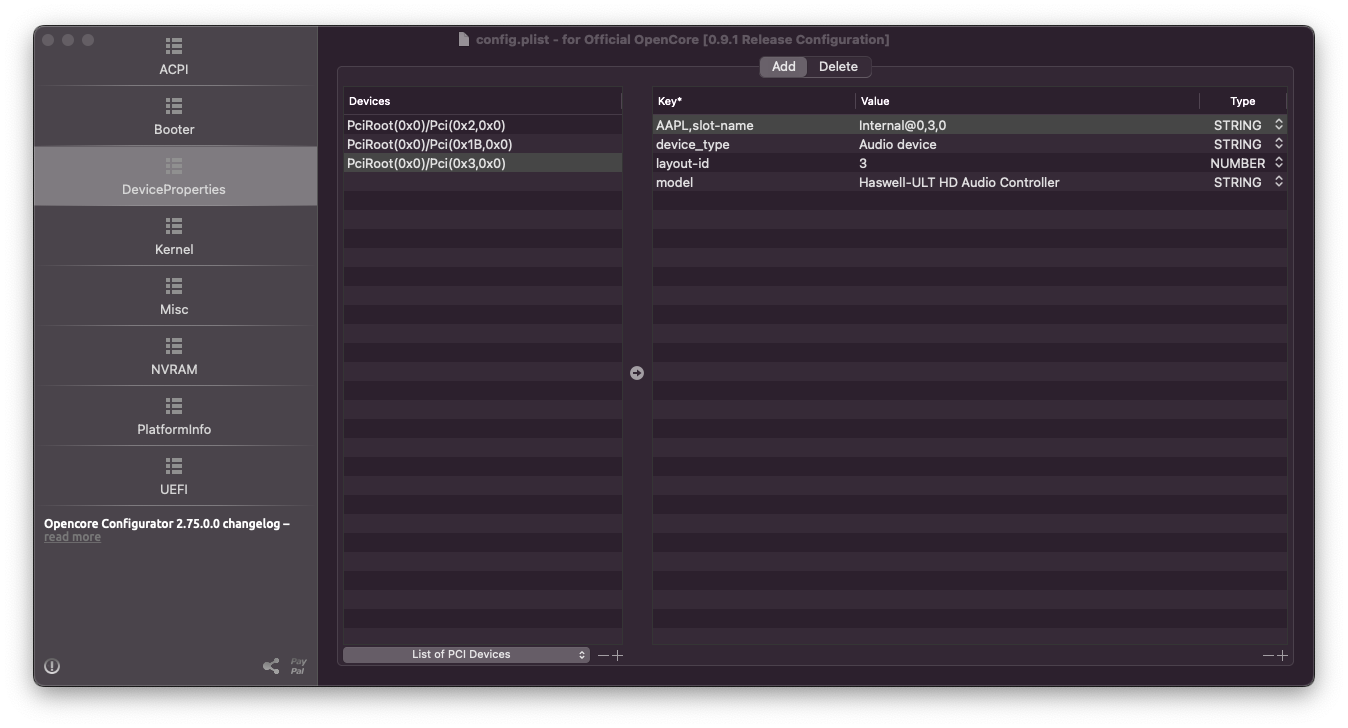 config.plist - for Official OpenCore [0.9.1 Release Configuration]
ACPI
Booter
DeviceProperties
Kernel
Misc
NVRAM
PlatformInfo
UEFI
Opencore Configurator 2.75.0.0 changelog –
read more
Pay
Pal
Add Delete
Devices
PciRoot(0x0)/Pci(0x2,0x0)
PciRoot(0x0)/Pci(0x1B,0x0)
PciRoot(0x0)/Pci(0x3,0x0)
List of PCI Devices
Key* Value Type
AAPL,slot-name Internal@0,3,0 STRING
device_type Audio device STRING
layout-id 3 NUMBER
model Haswell-ULT HD Audio Controller STRING